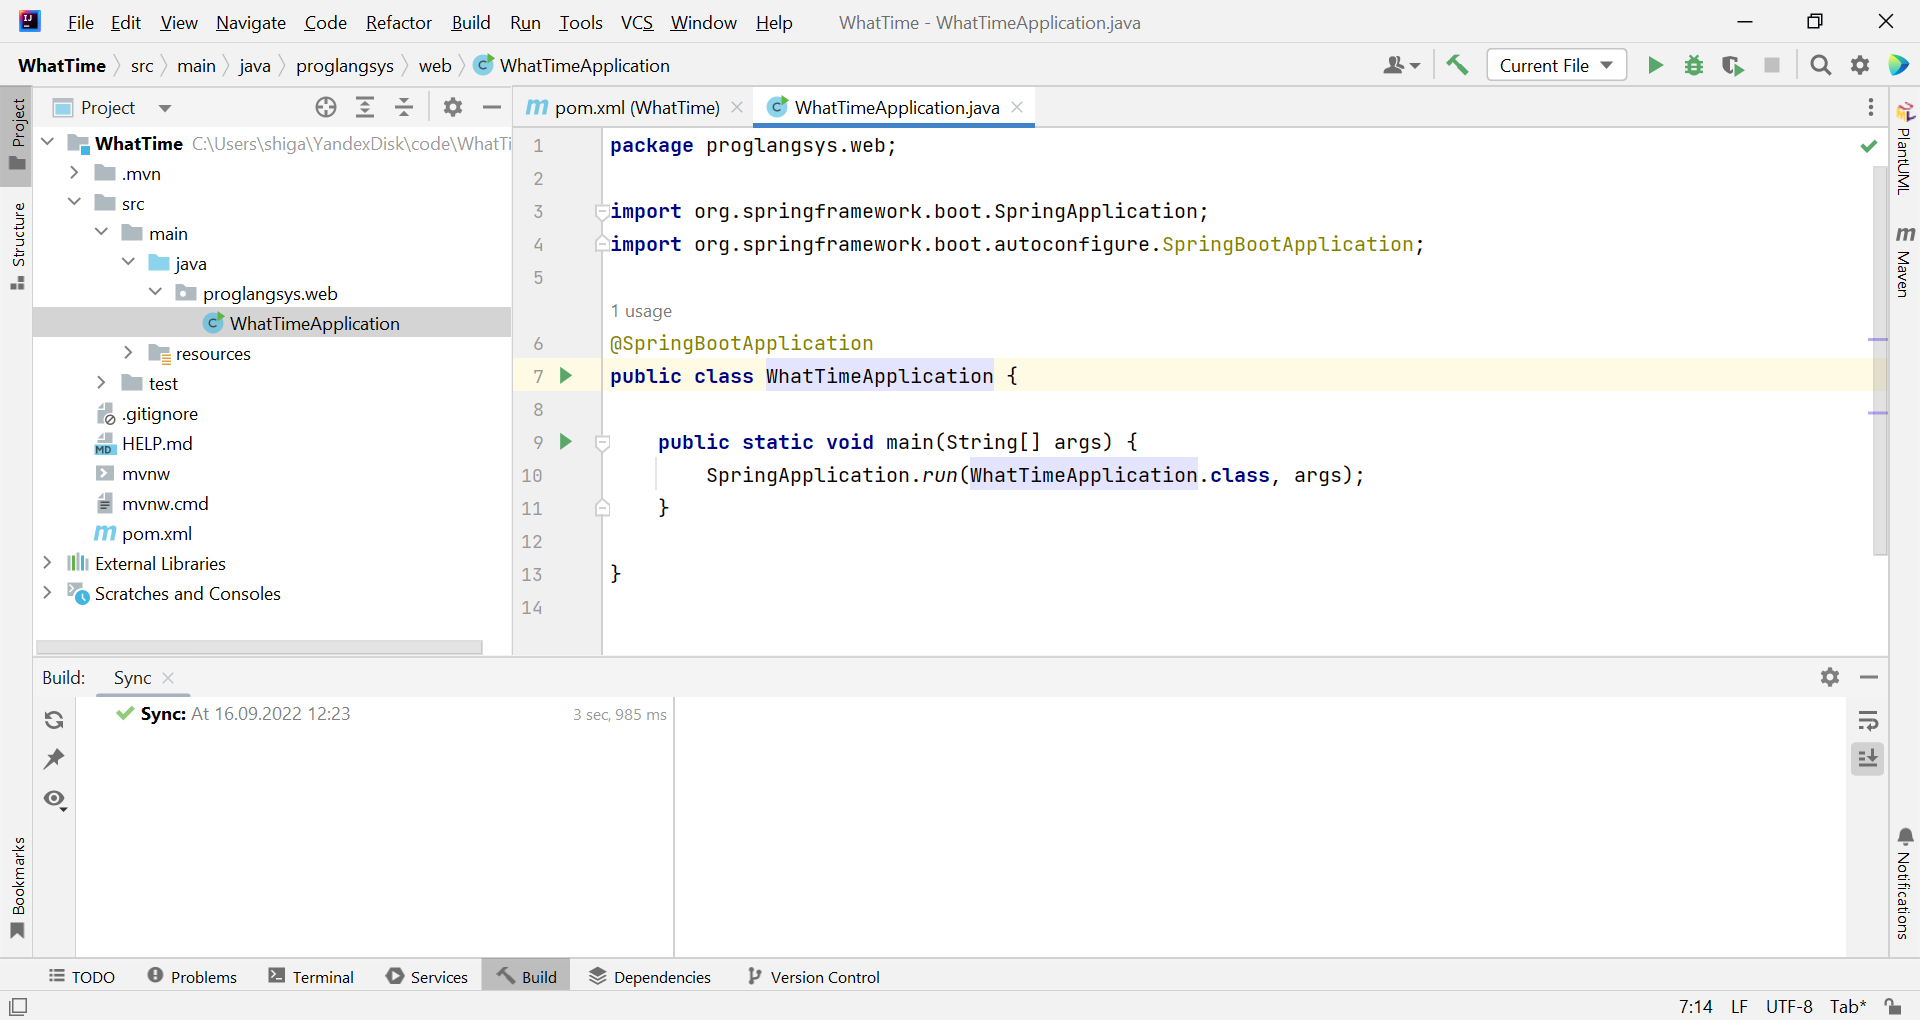 File Edit View Navigate Code Refactor Build Run Tools VCS Window Help WhatTime - WhatTimeApplication.java
WhatTime src main java proglangsys web WhatTimeApplication Current File
Project
Structure
Bookmarks
Project
WhatTime C:\Users\shiga\YandexDisk\code\WhatTi
.mvn
src
main
java
proglangsys.web
WhatTimeApplication
resources
test
.gitignore
HELP.md
mvnw
mvnw.cmd
pom.xml
External Libraries
Scratches and Consoles
pom.xml (WhatTime) WhatTimeApplication.java
1 package proglangsys.web;
2
3 import org.springframework.boot.SpringApplication;
4 import org.springframework.boot.autoconfigure.SpringBootApplication;
5
1 usage
6 @SpringBootApplication
7 public class WhatTimeApplication {
8
9 public static void main(String[] args) {
10 SpringApplication.run(WhatTimeApplication.class, args);
11 }
12
13 }
14
PlantUML
Maven
Notifications
Build: Sync
Sync: At 16.09.2022 12:23 3 sec, 985 ms
TODO Problems Terminal Services Build Dependencies Version Control
7:14 LF UTF-8 Tab*